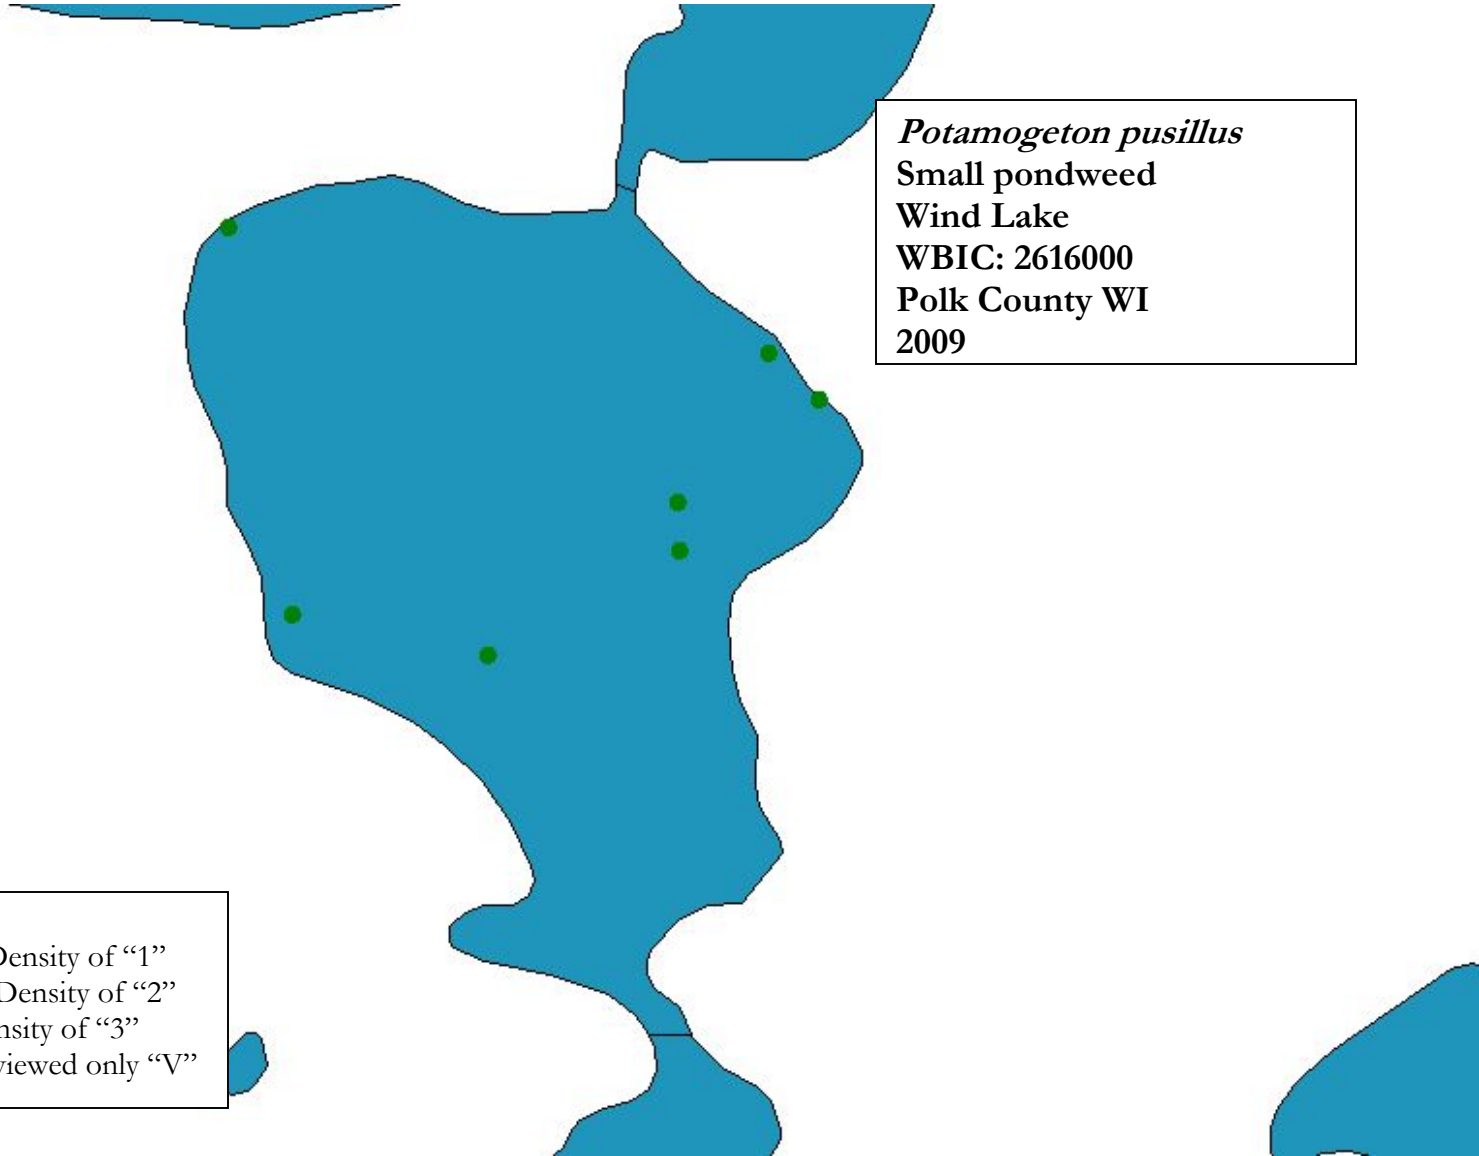 Potamogeton pusillus
Small pondweed
Wind Lake
WBIC: 2616000
Polk County WI
2009
Density of “1”
Density of “2”
nsity of “3”
viewed only “V”